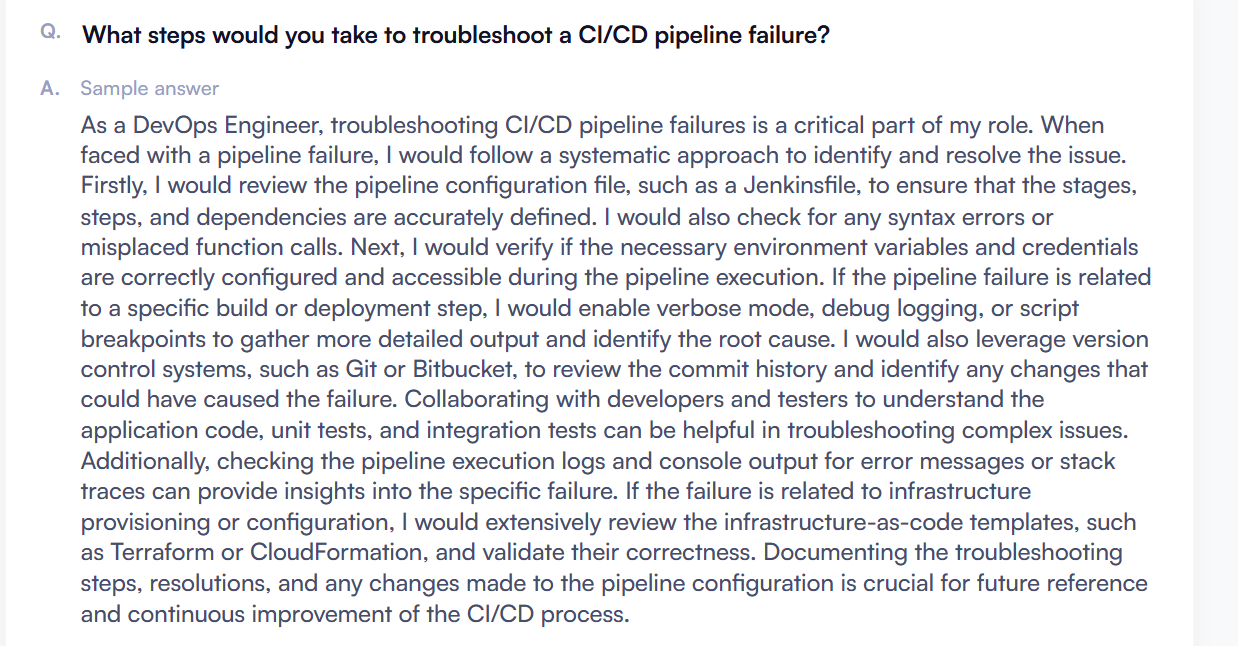 Q. What steps would you take to troubleshoot a CI/CD pipeline failure?
A. Sample answer
As a DevOps Engineer, troubleshooting CI/CD pipeline failures is a critical part of my role. When
faced with a pipeline failure, I would follow a systematic approach to identify and resolve the issue.
Firstly, I would review the pipeline configuration file, such as a Jenkinsfile, to ensure that the stages,
steps, and dependencies are accurately defined. I would also check for any syntax errors or
misplaced function calls. Next, I would verify if the necessary environment variables and credentials
are correctly configured and accessible during the pipeline execution. If the pipeline failure is related
to a specific build or deployment step, I would enable verbose mode, debug logging, or script
breakpoints to gather more detailed output and identify the root cause. I would also leverage version
control systems, such as Git or Bitbucket, to review the commit history and identify any changes that
could have caused the failure. Collaborating with developers and testers to understand the
application code, unit tests, and integration tests can be helpful in troubleshooting complex issues.
Additionally, checking the pipeline execution logs and console output for error messages or stack
traces can provide insights into the specific failure. If the failure is related to infrastructure
provisioning or configuration, I would extensively review the infrastructure-as-code templates, such
as Terraform or CloudFormation, and validate their correctness. Documenting the troubleshooting
steps, resolutions, and any changes made to the pipeline configuration is crucial for future reference
and continuous improvement of the CI/CD process.